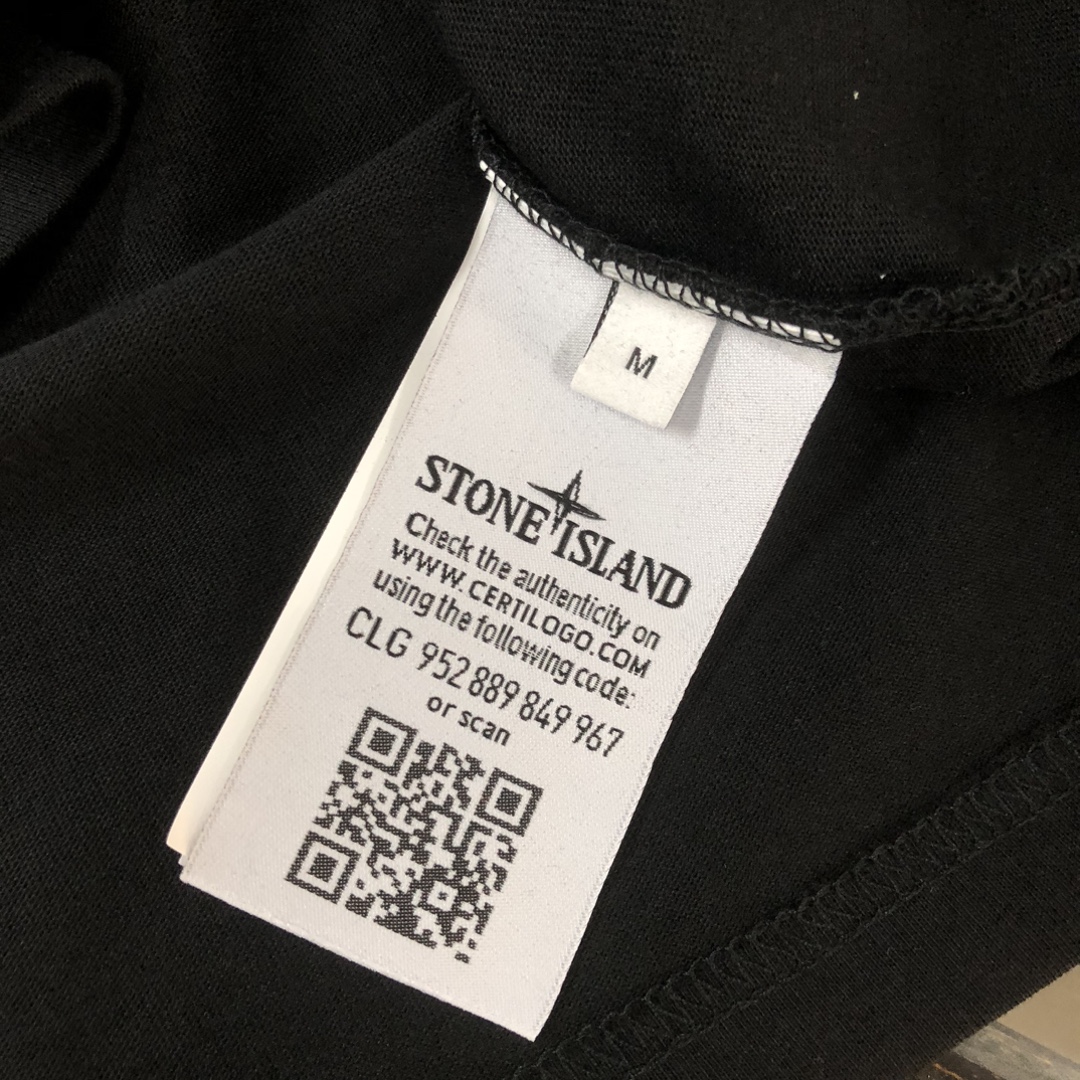 M
STONE ISLAND
Check the authenticity on
WWW.CERTILOGO.COM
using the following code:
CLG 952 889 849 967
or scan